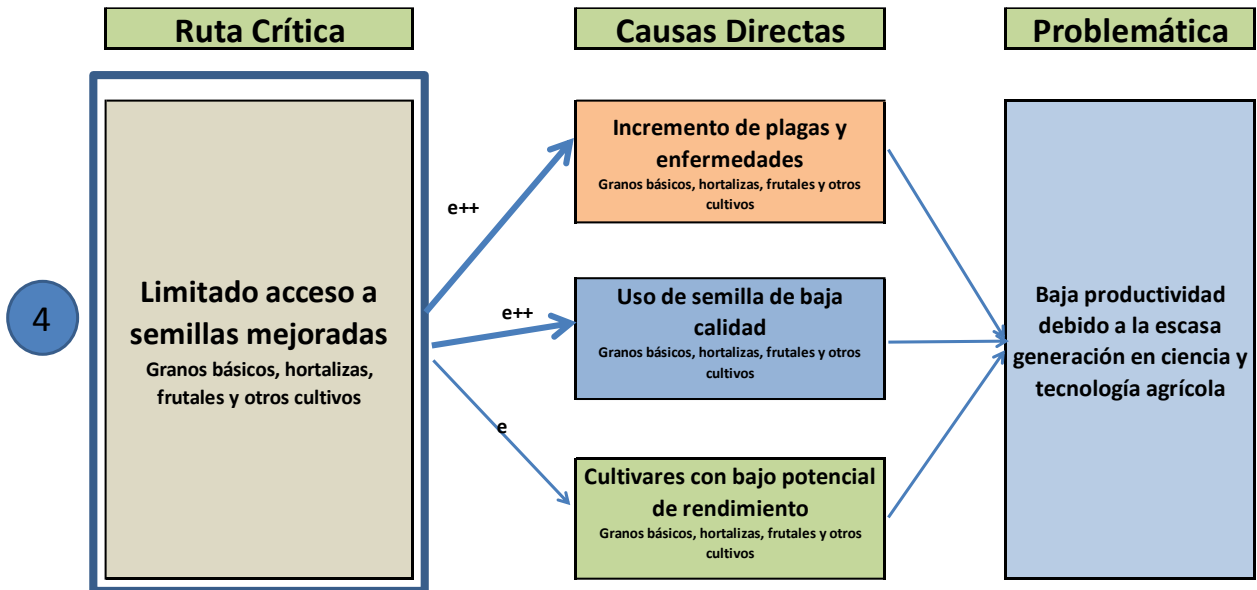 Ruta Crítica
Causas Directas
Problemática
4
Limitado acceso a
semillas mejoradas
Granos básicos, hortalizas,
frutales y otros cultivos
e++
e++
e
Incremento de plagas y
enfermedades
Granos básicos, hortalizas, frutales y otros
cultivos
Uso de semilla de baja
calidad
Granos básicos, hortalizas, frutales y otros
cultivos
Cultivares con bajo potencial
de rendimiento
Granos básicos, hortalizas, frutales y otros
cultivos
Baja productividad
debido a la escasa
generación en ciencia y
tecnología agrícola